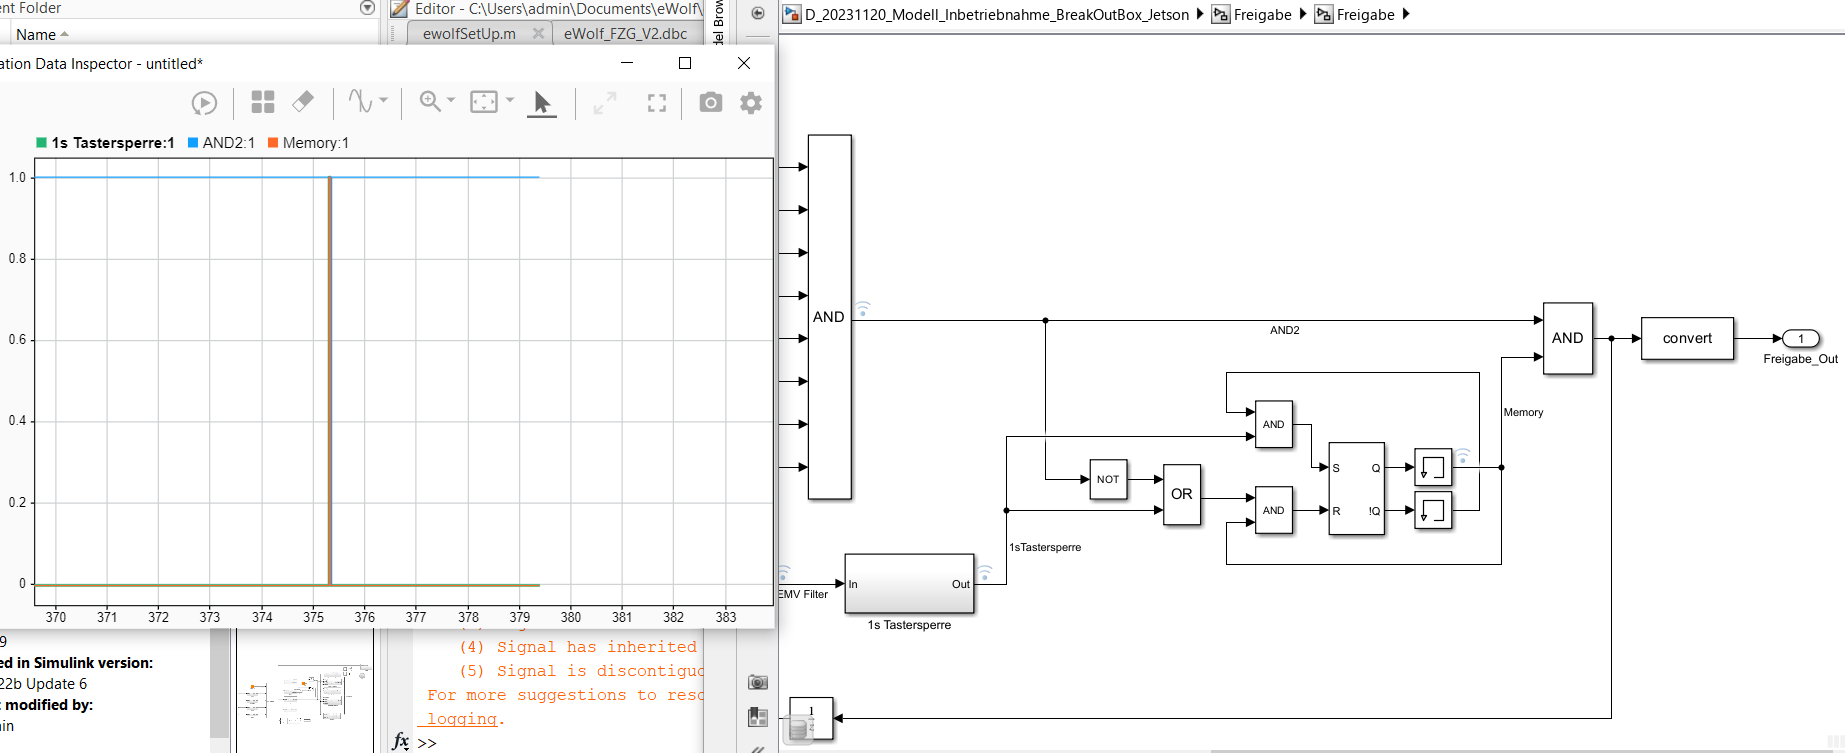 nt Folder
Name
Editor - C:\Users\admin\Documents\eWolf\
ewolfSetUp.m
eWolf_FZG_V2.dbc
del Brow
D_20231120_Modell_Inbetriebnahme_BreakOutBox_Jetson
Freigabe
Freigabe
ation Data Inspector - untitled*
1s Tastersperre:1
AND2:1
Memory:1
1.0
0.8
0.6
0.4
0.2
0
370 371 372 373 374 375 376 377 378 379 380 381 382 383
AND
AND2
AND
convert
1
Freigabe_Out
Memory
AND
NOT
OR
AND
S
Q
R
!Q
1sTastersperre
EMV Filter
In
Out
1s Tastersperre
9
ed in Simulink version:
22b Update 6
t modified by:
in
(4) Signal has inherited
(5) Signal is discontiguo
For more suggestions to reso
logging.
fx >>
1